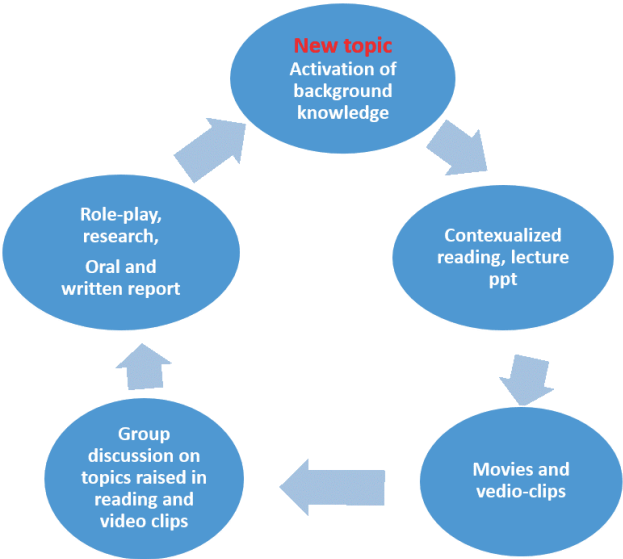 New topic
Activation of
background
knowledge
Contexualized
reading, lecture
ppt
Movies and
vedio-clips
Group
discussion on
topics raised in
reading and
video clips
Role-play,
research,
Oral and
written report